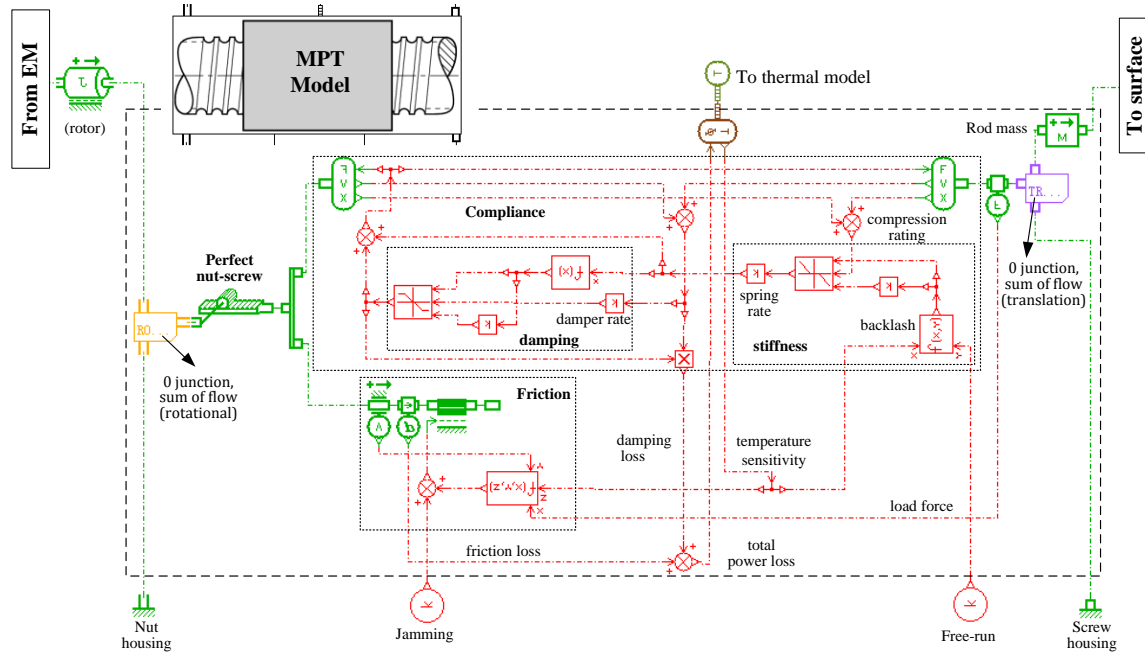 From EM
τ
(rotor)
MPT
Model
T
To thermal model
To surface
Rod mass
M
F
V
X
Compliance
F
V
X
compression
rating
F
TR...
0 junction,
sum of flow
(translation)
Perfect
nut-screw
RO...
0 junction,
sum of flow
(rotational)
f(x)
X
K
K
damper rate
damping
K
spring
rate
K
backlash
f(x,Y)
X
Y
stiffness
Friction
A
f(x,Y,Z)
Y
Z
X
damping
loss
temperature
sensitivity
load force
friction loss
total
power loss
Nut
housing
K
Jamming
K
Free-run
Screw
housing